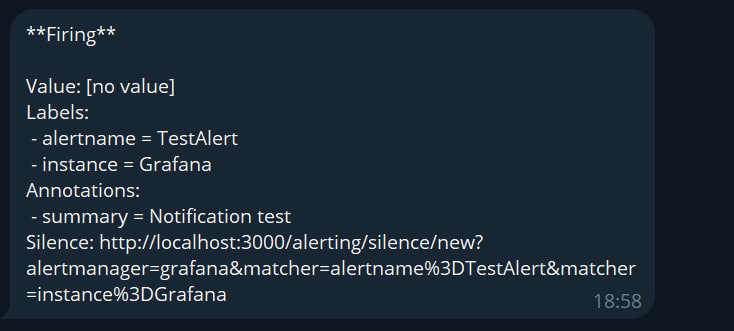 **Firing**
Value: [no value]
Labels:
- alertname = TestAlert
- instance = Grafana
Annotations:
- summary = Notification test
Silence: http://localhost:3000/alerting/silence/new?
alertmanager=grafana&matcher=alertname%3DTestAlert&matcher
=instance%3DGrafana
18:58